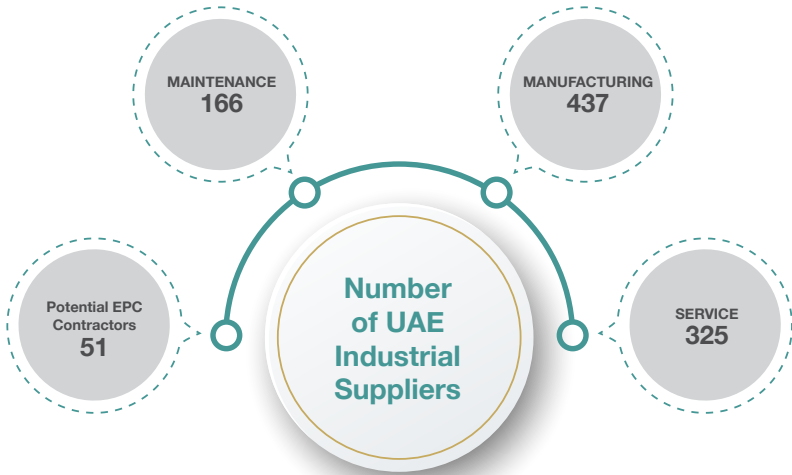 MAINTENANCE
166
MANUFACTURING
437
Potential EPC
Contractors
51
Number
of UAE
Industrial
Suppliers
SERVICE
325